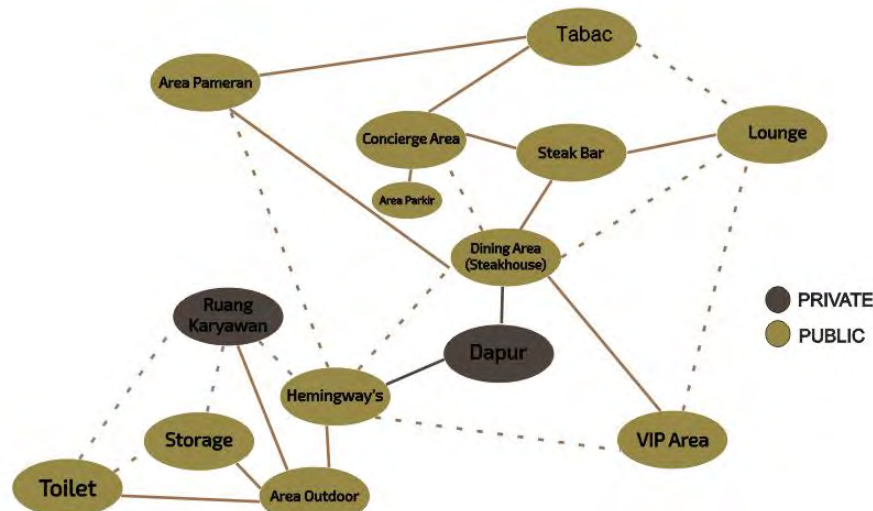 Tabac
Area Pameran
Concierge Area
Steak Bar
Lounge
Area Parkir
Dining Area
(Steakhouse)
Ruang
Karyawan
PRIVATE
PUBLIC
Dapur
Hemingway's
Storage
VIP Area
Toilet
Area Outdoor